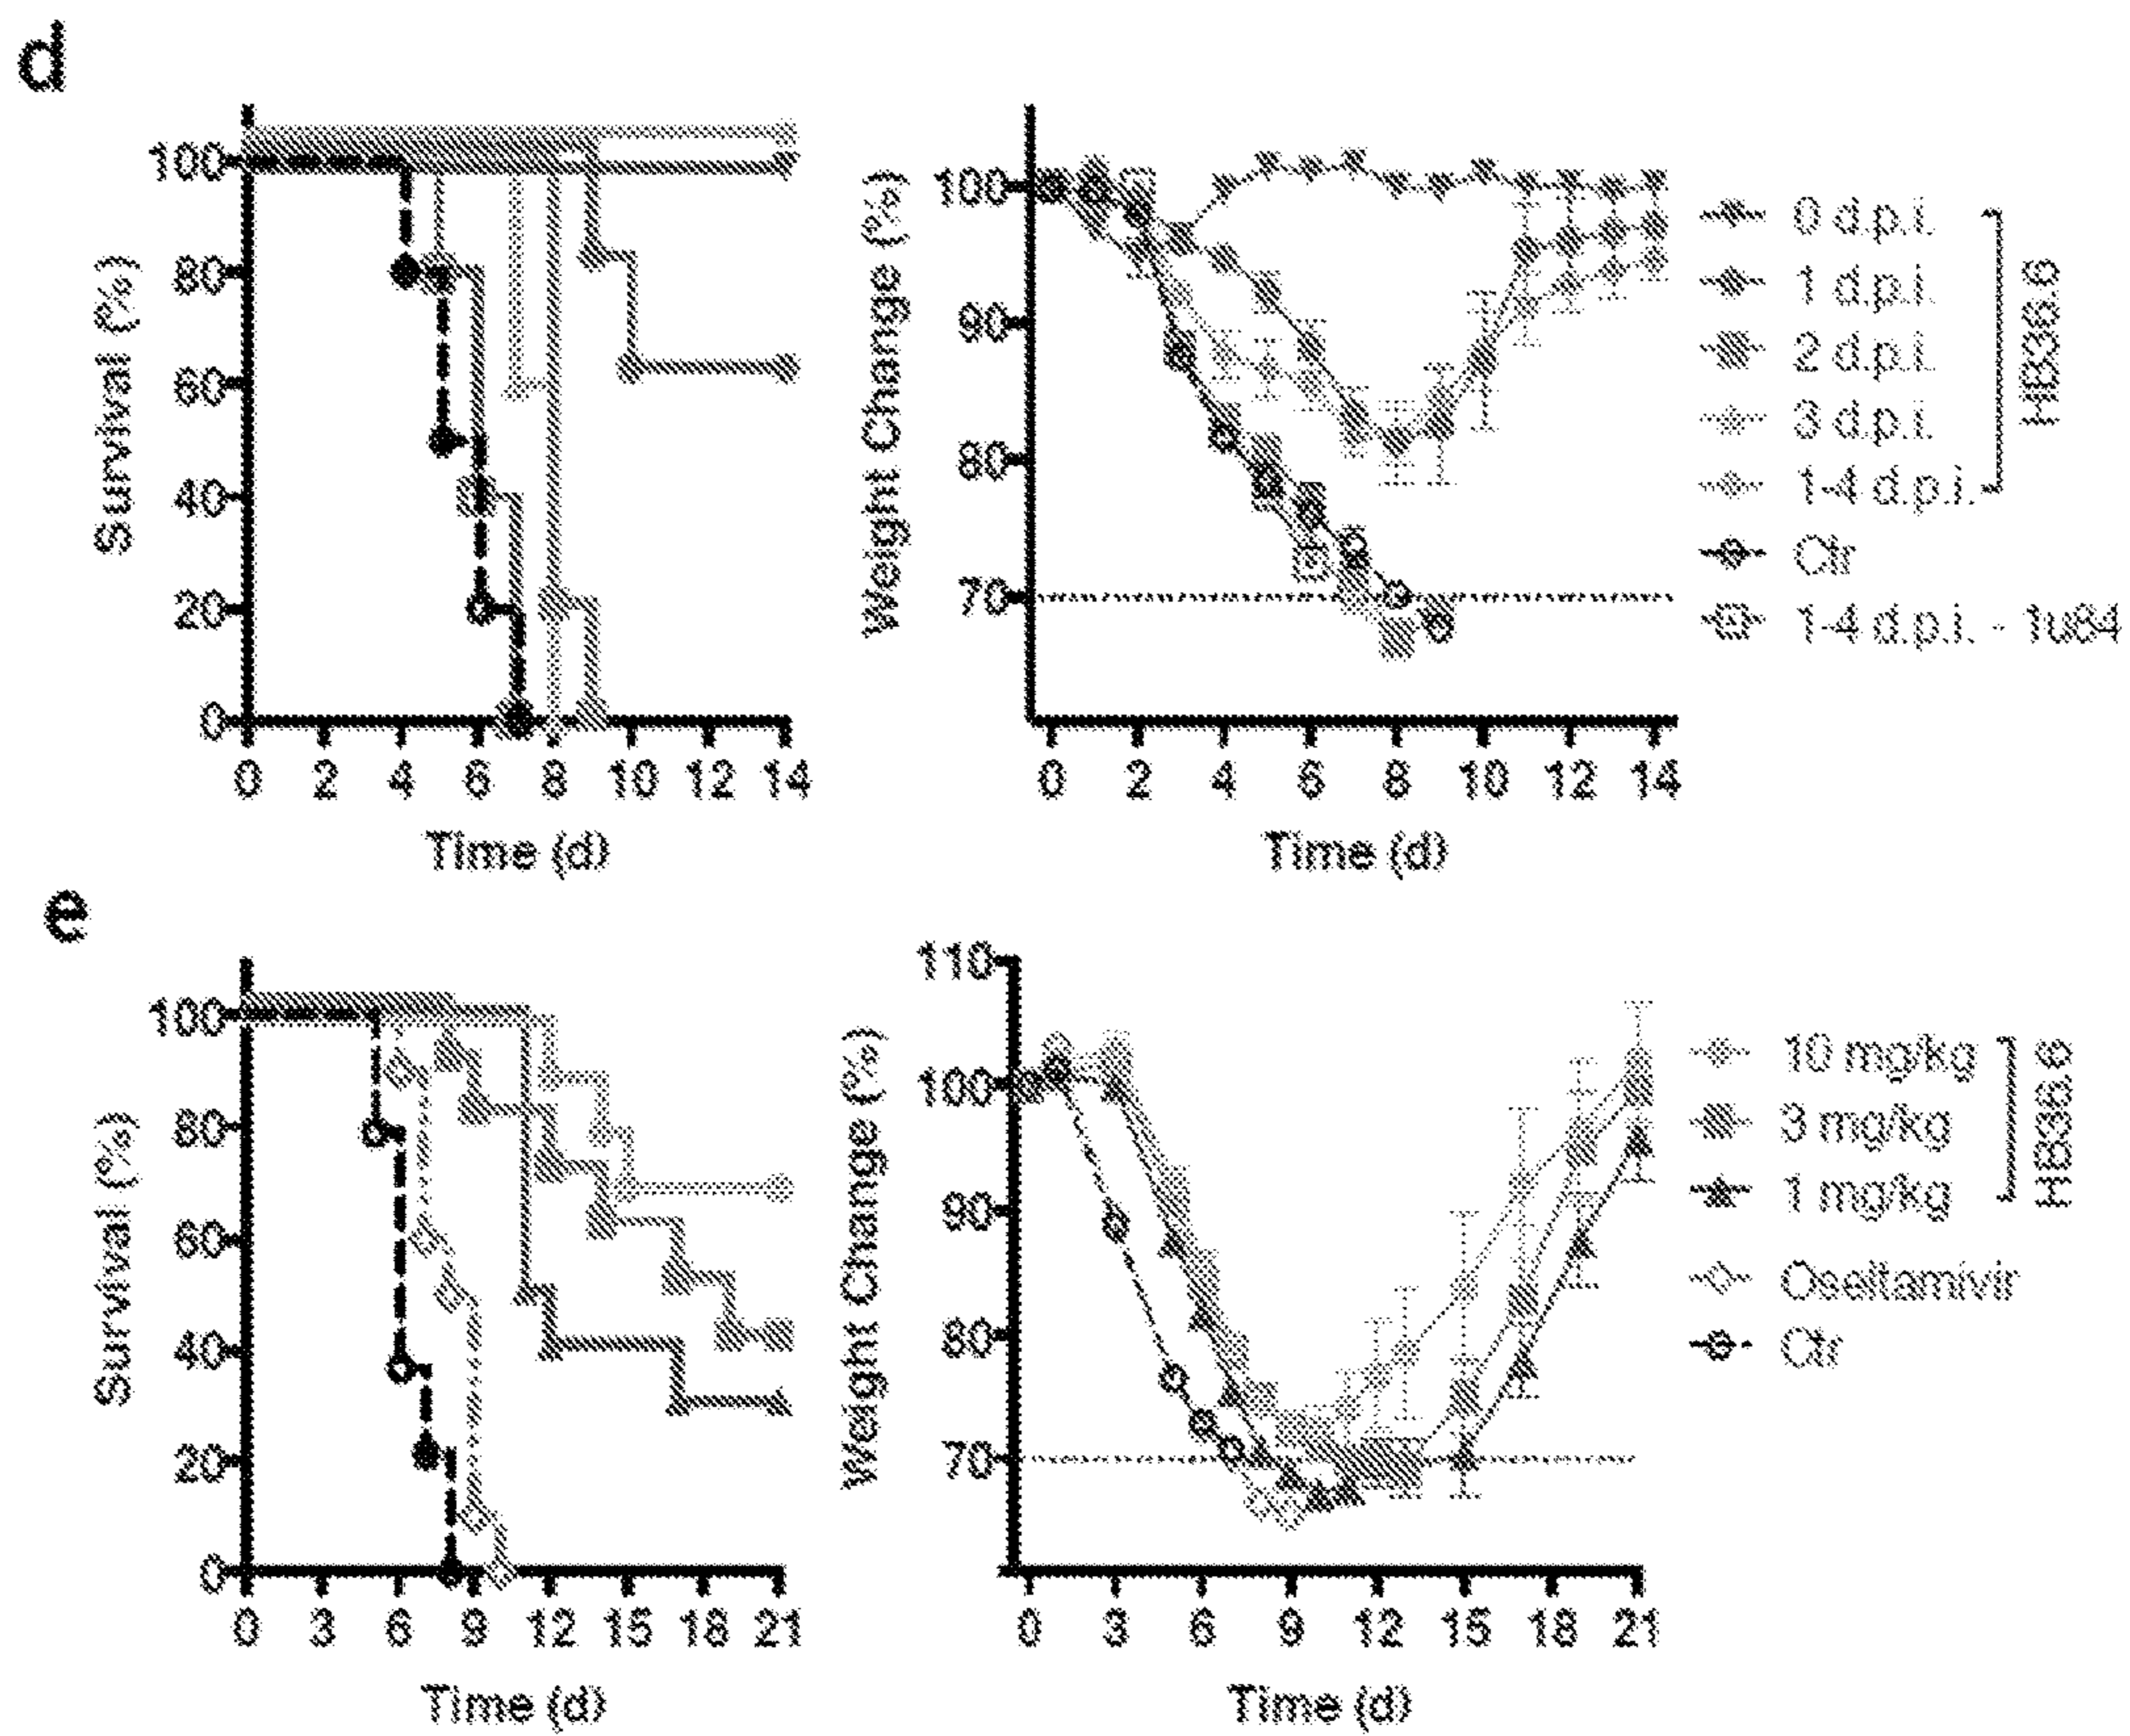 d
Survival (%)
100
80
60
40
20
0
0 2 4 6 8 10 12 14
Time (d)
Weight Change (%)
100
90
80
70
0 2 4 6 8 10 12 14
Time (d)
0 d.p.i.
1 d.p.i.
2 d.p.i.
3 d.p.i.
1-4 d.p.i.
HB36.6
Ctr
1-4 d.p.i. - 1u84
e
Survival (%)
100
80
60
40
20
0
0 3 6 9 12 15 18 21
Time (d)
Weight Change (%)
110
100
90
80
70
0 3 6 9 12 15 18 21
Time (d)
10 mg/kg
3 mg/kg
1 mg/kg
HB36.6
Oseltamivir
Ctr